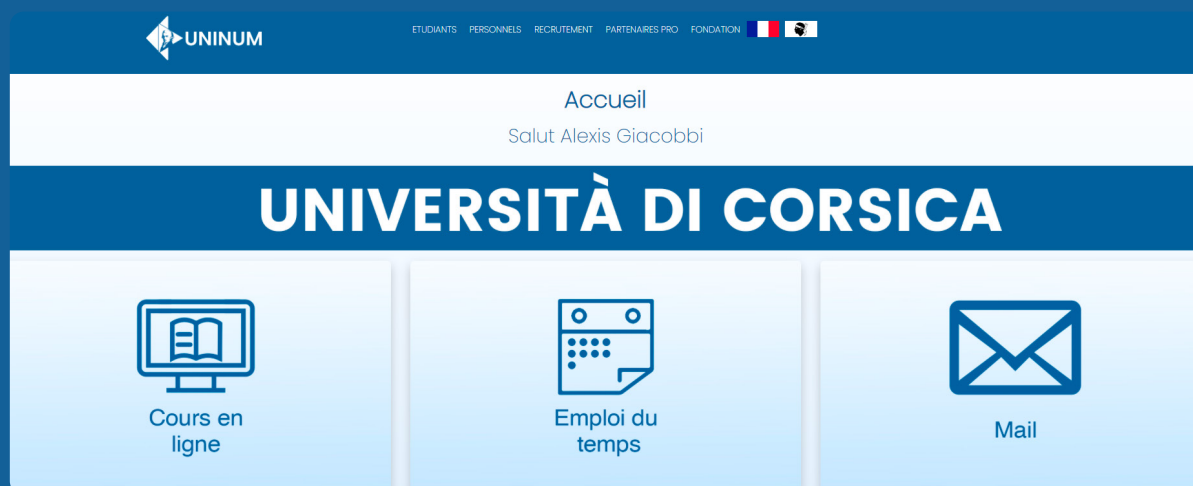 UNINUM
ETUDIANTS PERSONNELS RECRUTEMENT PARTENAIRES PRO FONDATION
Accueil
Salut Alexis Giacobbi
UNIVERSITÀ DI CORSICA
Cours en
ligne
Emploi du
temps
Mail